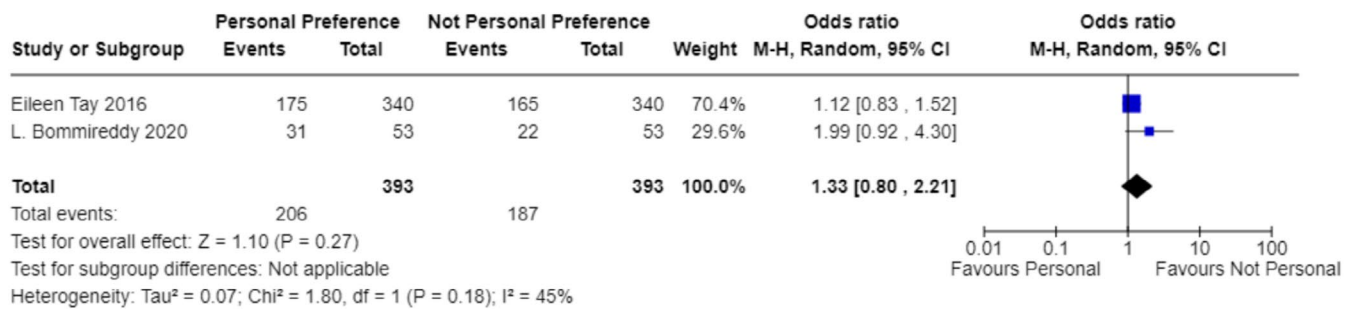 Personal Preference Not Personal Preference Odds ratio Odds ratio
Study or Subgroup Events Total Events Total Weight M-H, Random, 95% CI M-H, Random, 95% CI
Eileen Tay 2016 175 340 165 340 70.4% 1.12 [0.83 , 1.52]
L. Bommireddy 2020 31 53 22 53 29.6% 1.99 [0.92 , 4.30]
Total 393 393 100.0% 1.33 [0.80 , 2.21]
Total events: 206 187
Test for overall effect: Z = 1.10 (P = 0.27)
0.01 0.1 1 10 100
Test for subgroup differences: Not applicable
Favours Personal Favours Not Personal
Heterogeneity: Tau² = 0.07; Chi² = 1.80, df = 1 (P = 0.18); I² = 45%